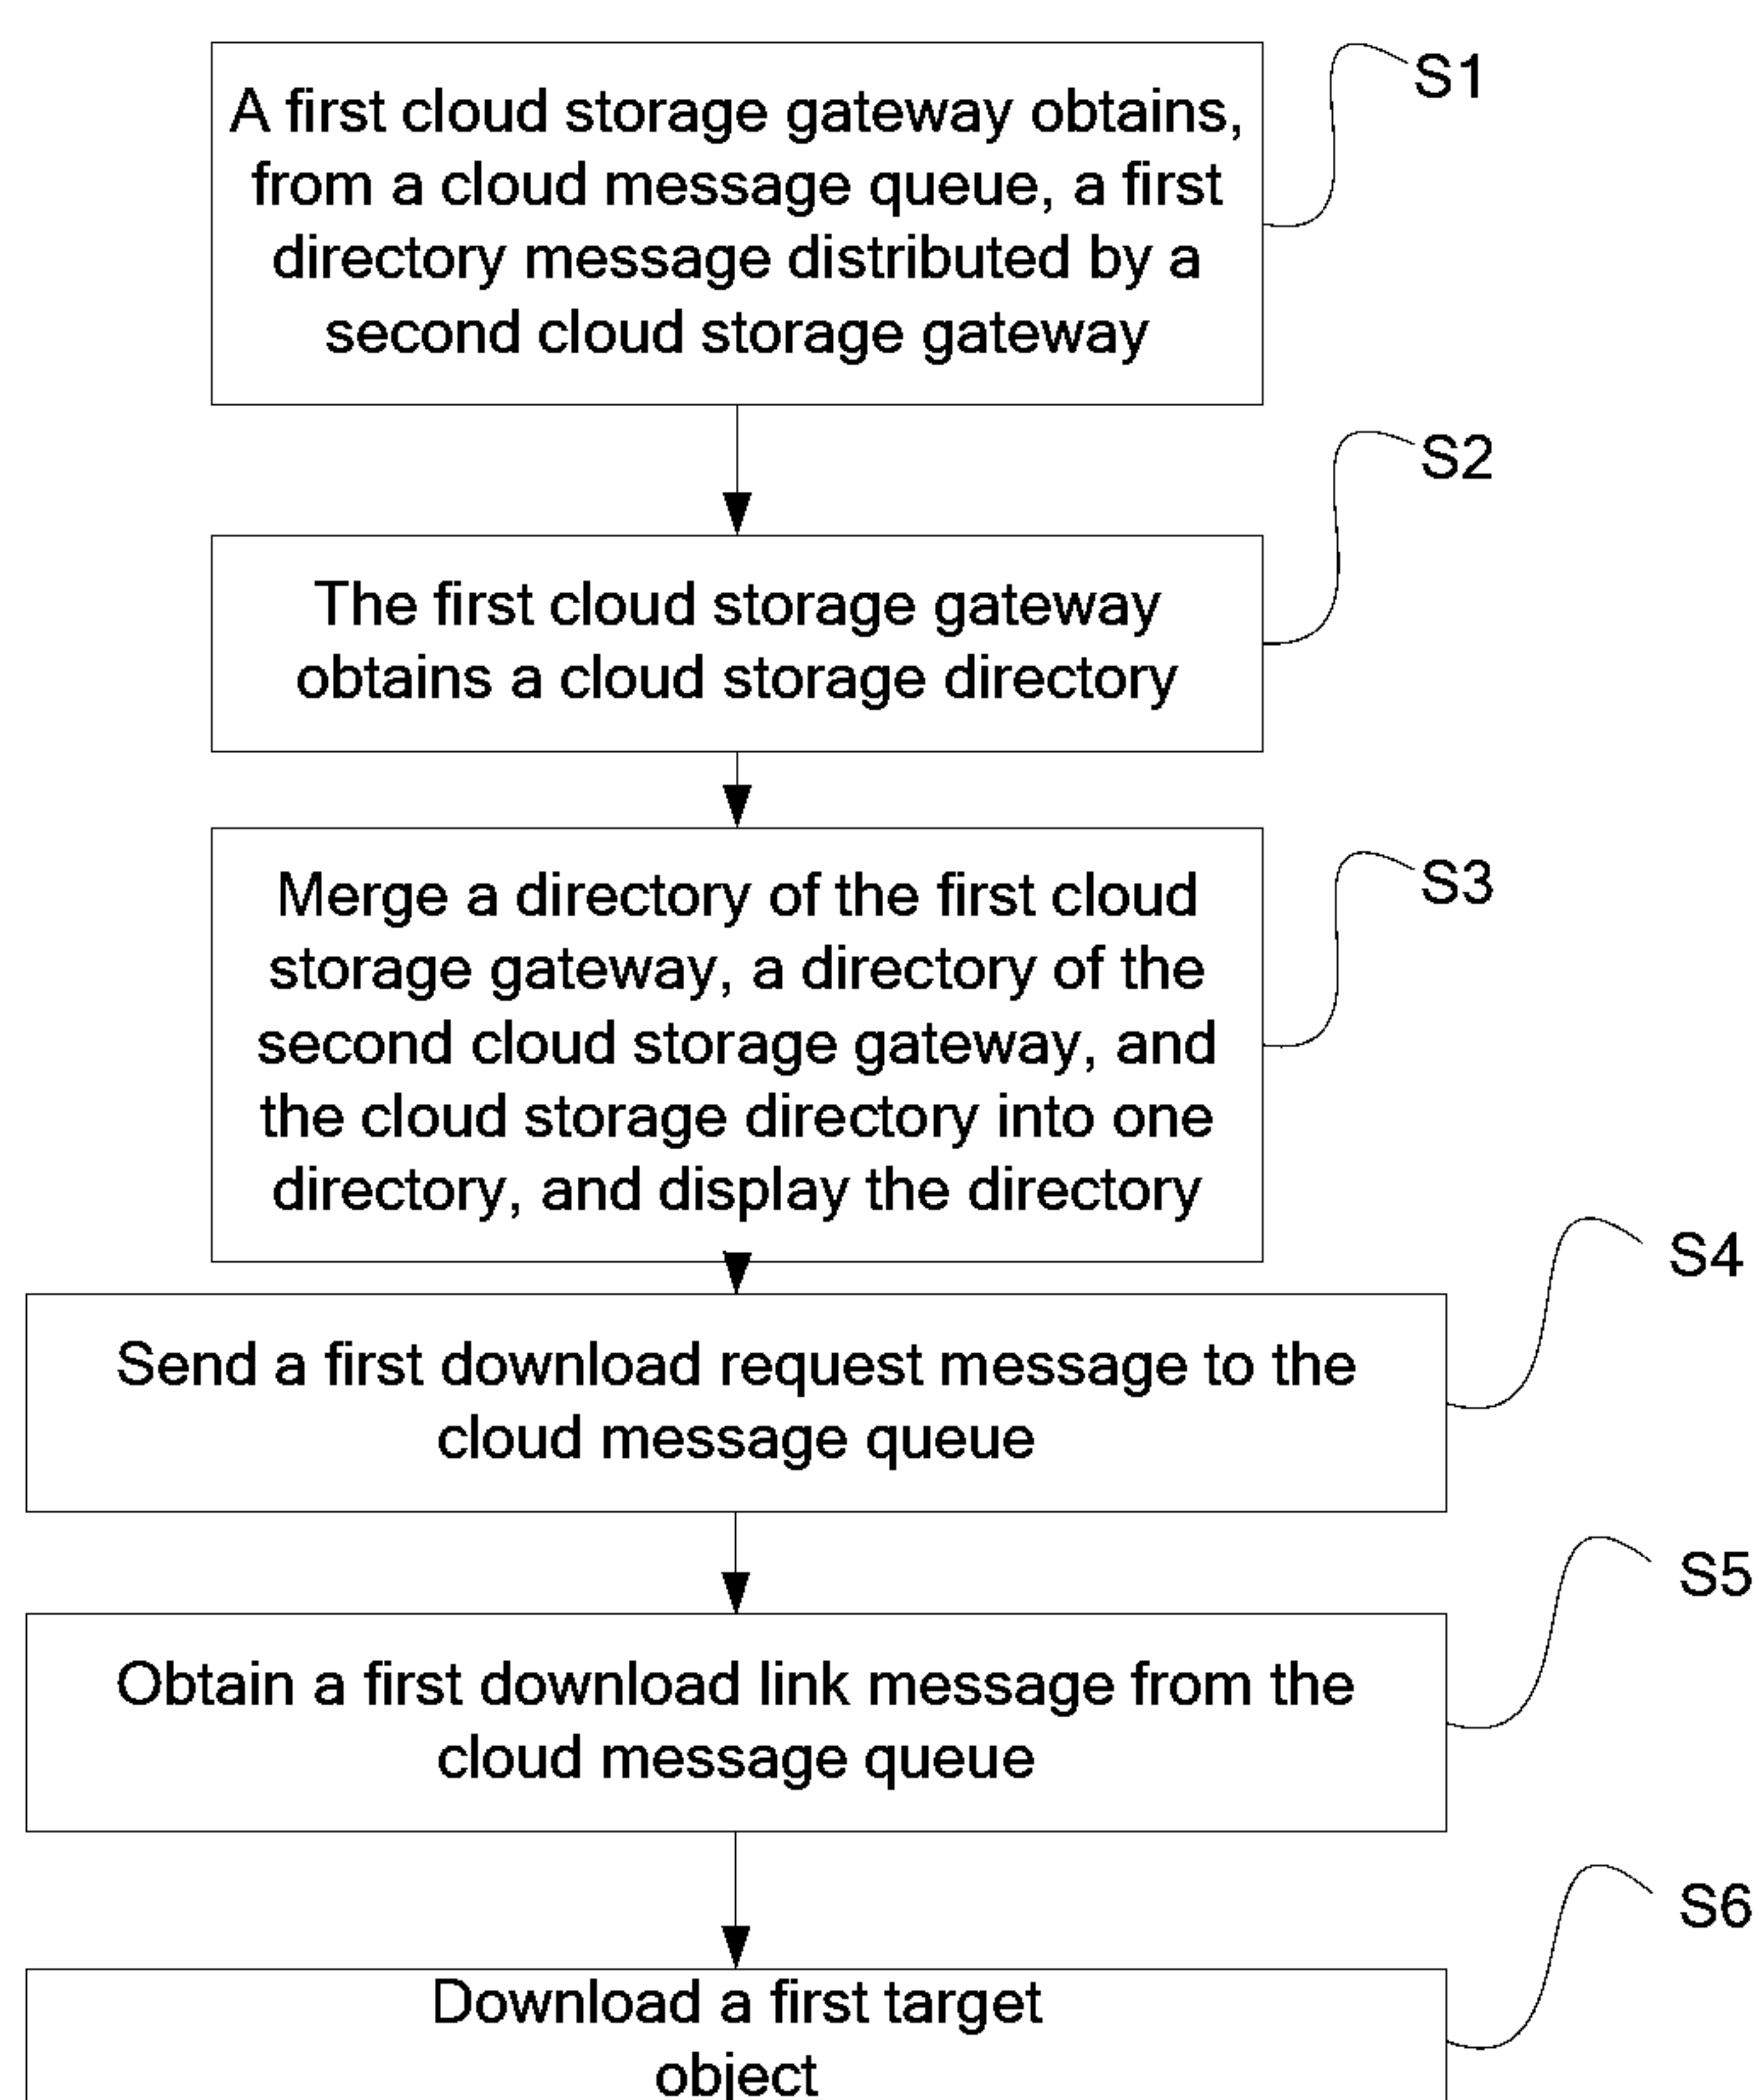 A first cloud storage gateway obtains,
from a cloud message queue, a first
directory message distributed by a
second cloud storage gateway
S1
The first cloud storage gateway
obtains a cloud storage directory
S2
Merge a directory of the first cloud
storage gateway, a directory of the
second cloud storage gateway, and
the cloud storage directory into one
directory, and display the directory
S3
Send a first download request message to the
cloud message queue
S4
Obtain a first download link message from the
cloud message queue
S5
Download a first target
object
S6